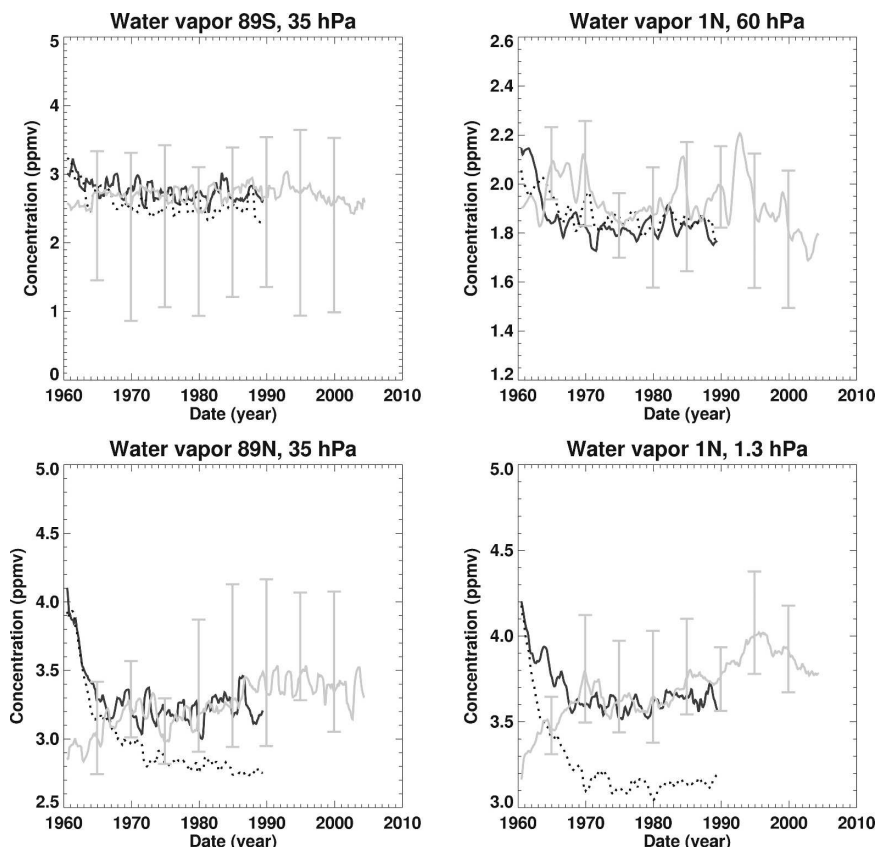 Water vapor 89S, 35 hPa
5
4
3
2
1
0
Concentration (ppmv)
1960 1970 1980 1990 2000 2010
Date (year)
Water vapor 1N, 60 hPa
2.6
2.4
2.2
2.0
1.8
1.6
1.4
1.2
Concentration (ppmv)
1960 1970 1980 1990 2000 2010
Date (year)
Water vapor 89N, 35 hPa
5.0
4.5
4.0
3.5
3.0
2.5
Concentration (ppmv)
1960 1970 1980 1990 2000 2010
Date (year)
Water vapor 1N, 1.3 hPa
5.0
4.5
4.0
3.5
3.0
Concentration (ppmv)
1960 1970 1980 1990 2000 2010
Date (year)